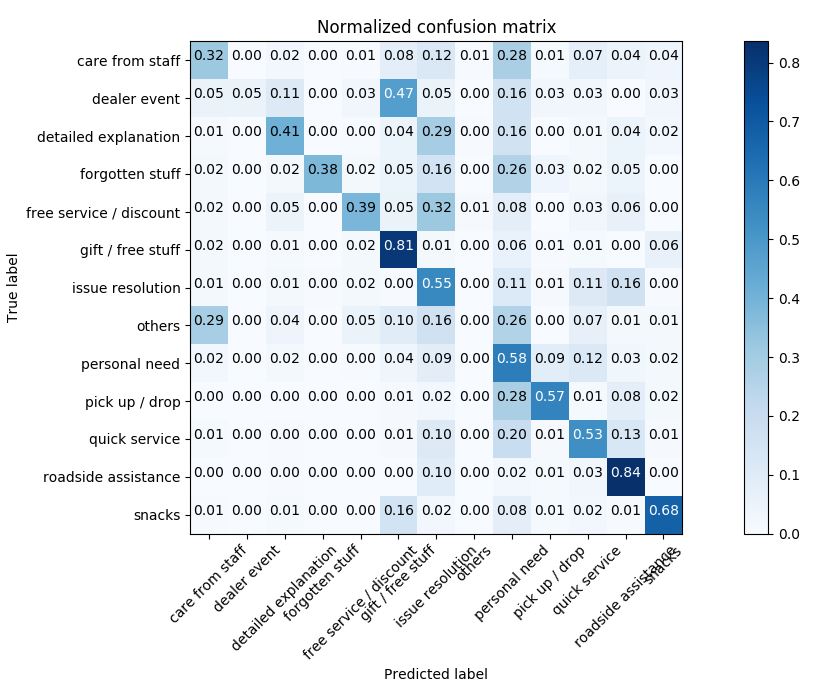 Normalized confusion matrix
True label
care from staff 0.32 0.00 0.02 0.00 0.01 0.08 0.12 0.01 0.28 0.01 0.07 0.04 0.04
dealer event 0.05 0.05 0.11 0.00 0.03 0.47 0.05 0.00 0.16 0.03 0.03 0.00 0.03
detailed explanation 0.01 0.00 0.41 0.00 0.00 0.04 0.29 0.00 0.16 0.00 0.01 0.04 0.02
forgotten stuff 0.02 0.00 0.02 0.38 0.02 0.05 0.16 0.00 0.26 0.03 0.02 0.05 0.00
free service / discount 0.02 0.00 0.05 0.00 0.39 0.05 0.32 0.01 0.08 0.00 0.03 0.06 0.00
gift / free stuff 0.02 0.00 0.01 0.00 0.02 0.81 0.01 0.00 0.06 0.01 0.01 0.00 0.06
issue resolution 0.01 0.00 0.01 0.00 0.02 0.00 0.55 0.00 0.11 0.01 0.11 0.16 0.00
others 0.29 0.00 0.04 0.00 0.05 0.10 0.16 0.00 0.26 0.00 0.07 0.01 0.01
personal need 0.02 0.00 0.02 0.00 0.00 0.04 0.09 0.00 0.58 0.09 0.12 0.03 0.02
pick up / drop 0.00 0.00 0.00 0.00 0.00 0.01 0.02 0.00 0.28 0.57 0.01 0.08 0.02
quick service 0.01 0.00 0.00 0.00 0.00 0.01 0.10 0.00 0.20 0.01 0.53 0.13 0.01
roadside assistance 0.00 0.00 0.00 0.00 0.00 0.00 0.10 0.00 0.02 0.01 0.03 0.84 0.00
snacks 0.01 0.00 0.01 0.00 0.00 0.16 0.02 0.00 0.08 0.01 0.02 0.01 0.68
care from staff
dealer event
detailed explanation
forgotten stuff
free service / discount
gift / free stuff
issue resolution
others
personal need
pick up / drop
quick service
roadside assistance
snacks
Predicted label
0.8
0.7
0.6
0.5
0.4
0.3
0.2
0.1
0.0